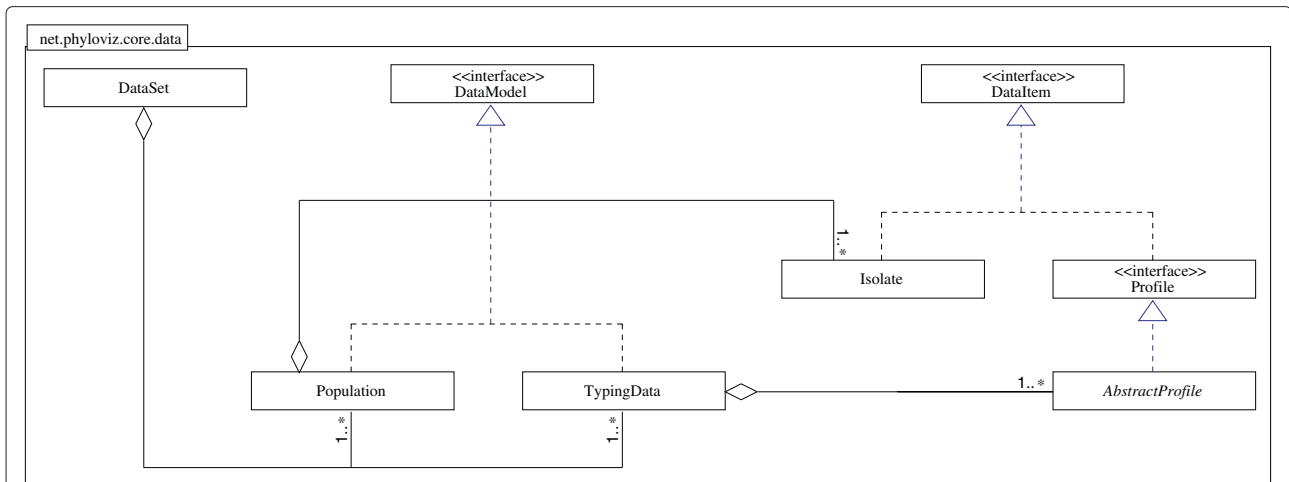 net.phyloviz.core.data
DataSet
<<interface>>
DataModel
<<interface>>
DataItem
1..*
Isolate
<<interface>>
Profile
Population
TypingData
1..*
AbstractProfile
1..*
1..*